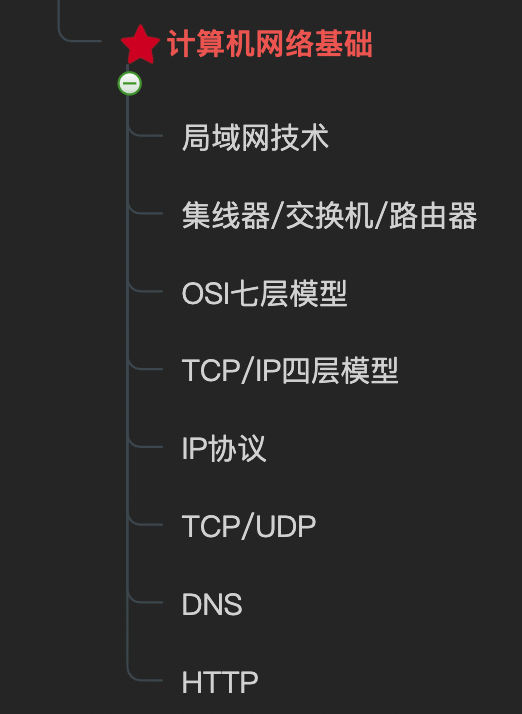 计算机网络基础
局域网技术
集线器/交换机/路由器
OSI七层模型
TCP/IP四层模型
IP协议
TCP/UDP
DNS
HTTP